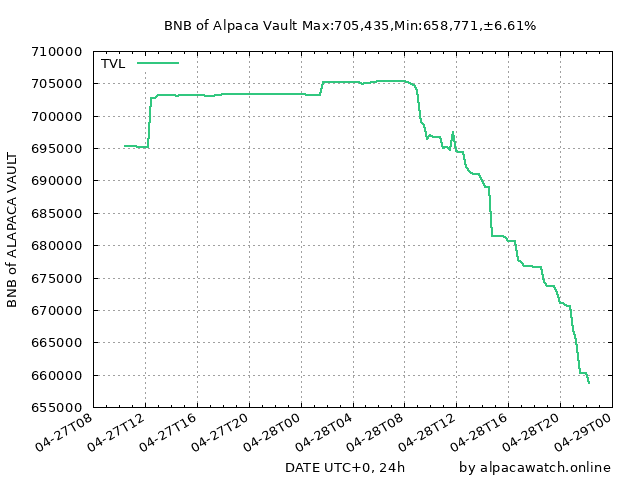 BNB of Alpaca Vault Max:705,435,Min:658,771,±6.61%
TVL
710000
705000
700000
695000
690000
685000
680000
675000
670000
665000
660000
655000
BNB of ALAPACA VAULT
04-27T08
04-27T12
04-27T16
04-27T20
04-28T00
04-28T04
04-28T08
04-28T12
04-28T16
04-28T20
04-29T00
DATE UTC+0, 24h
by alpacawatch.online